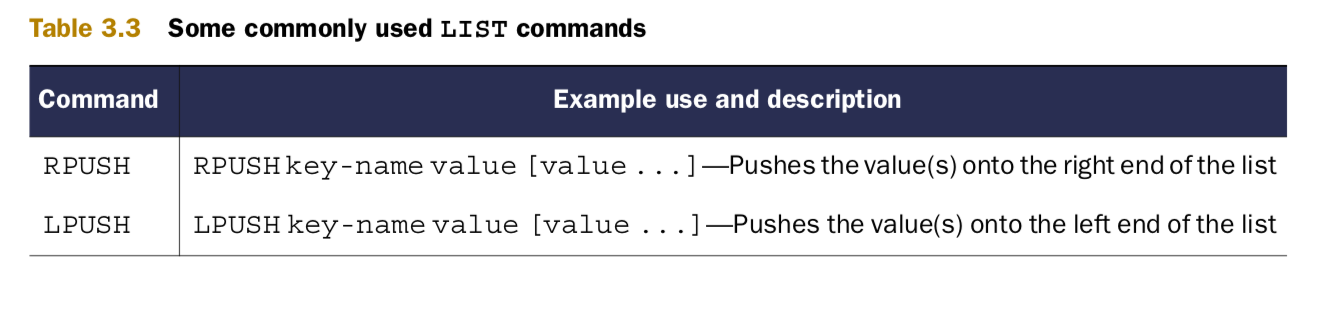 Table 3.3 Some commonly used LIST commands
Command Example use and description
RPUSH RPUSH key-name value [value ...]—Pushes the value(s) onto the right end of the list
LPUSH LPUSH key-name value [value ...]—Pushes the value(s) onto the left end of the list